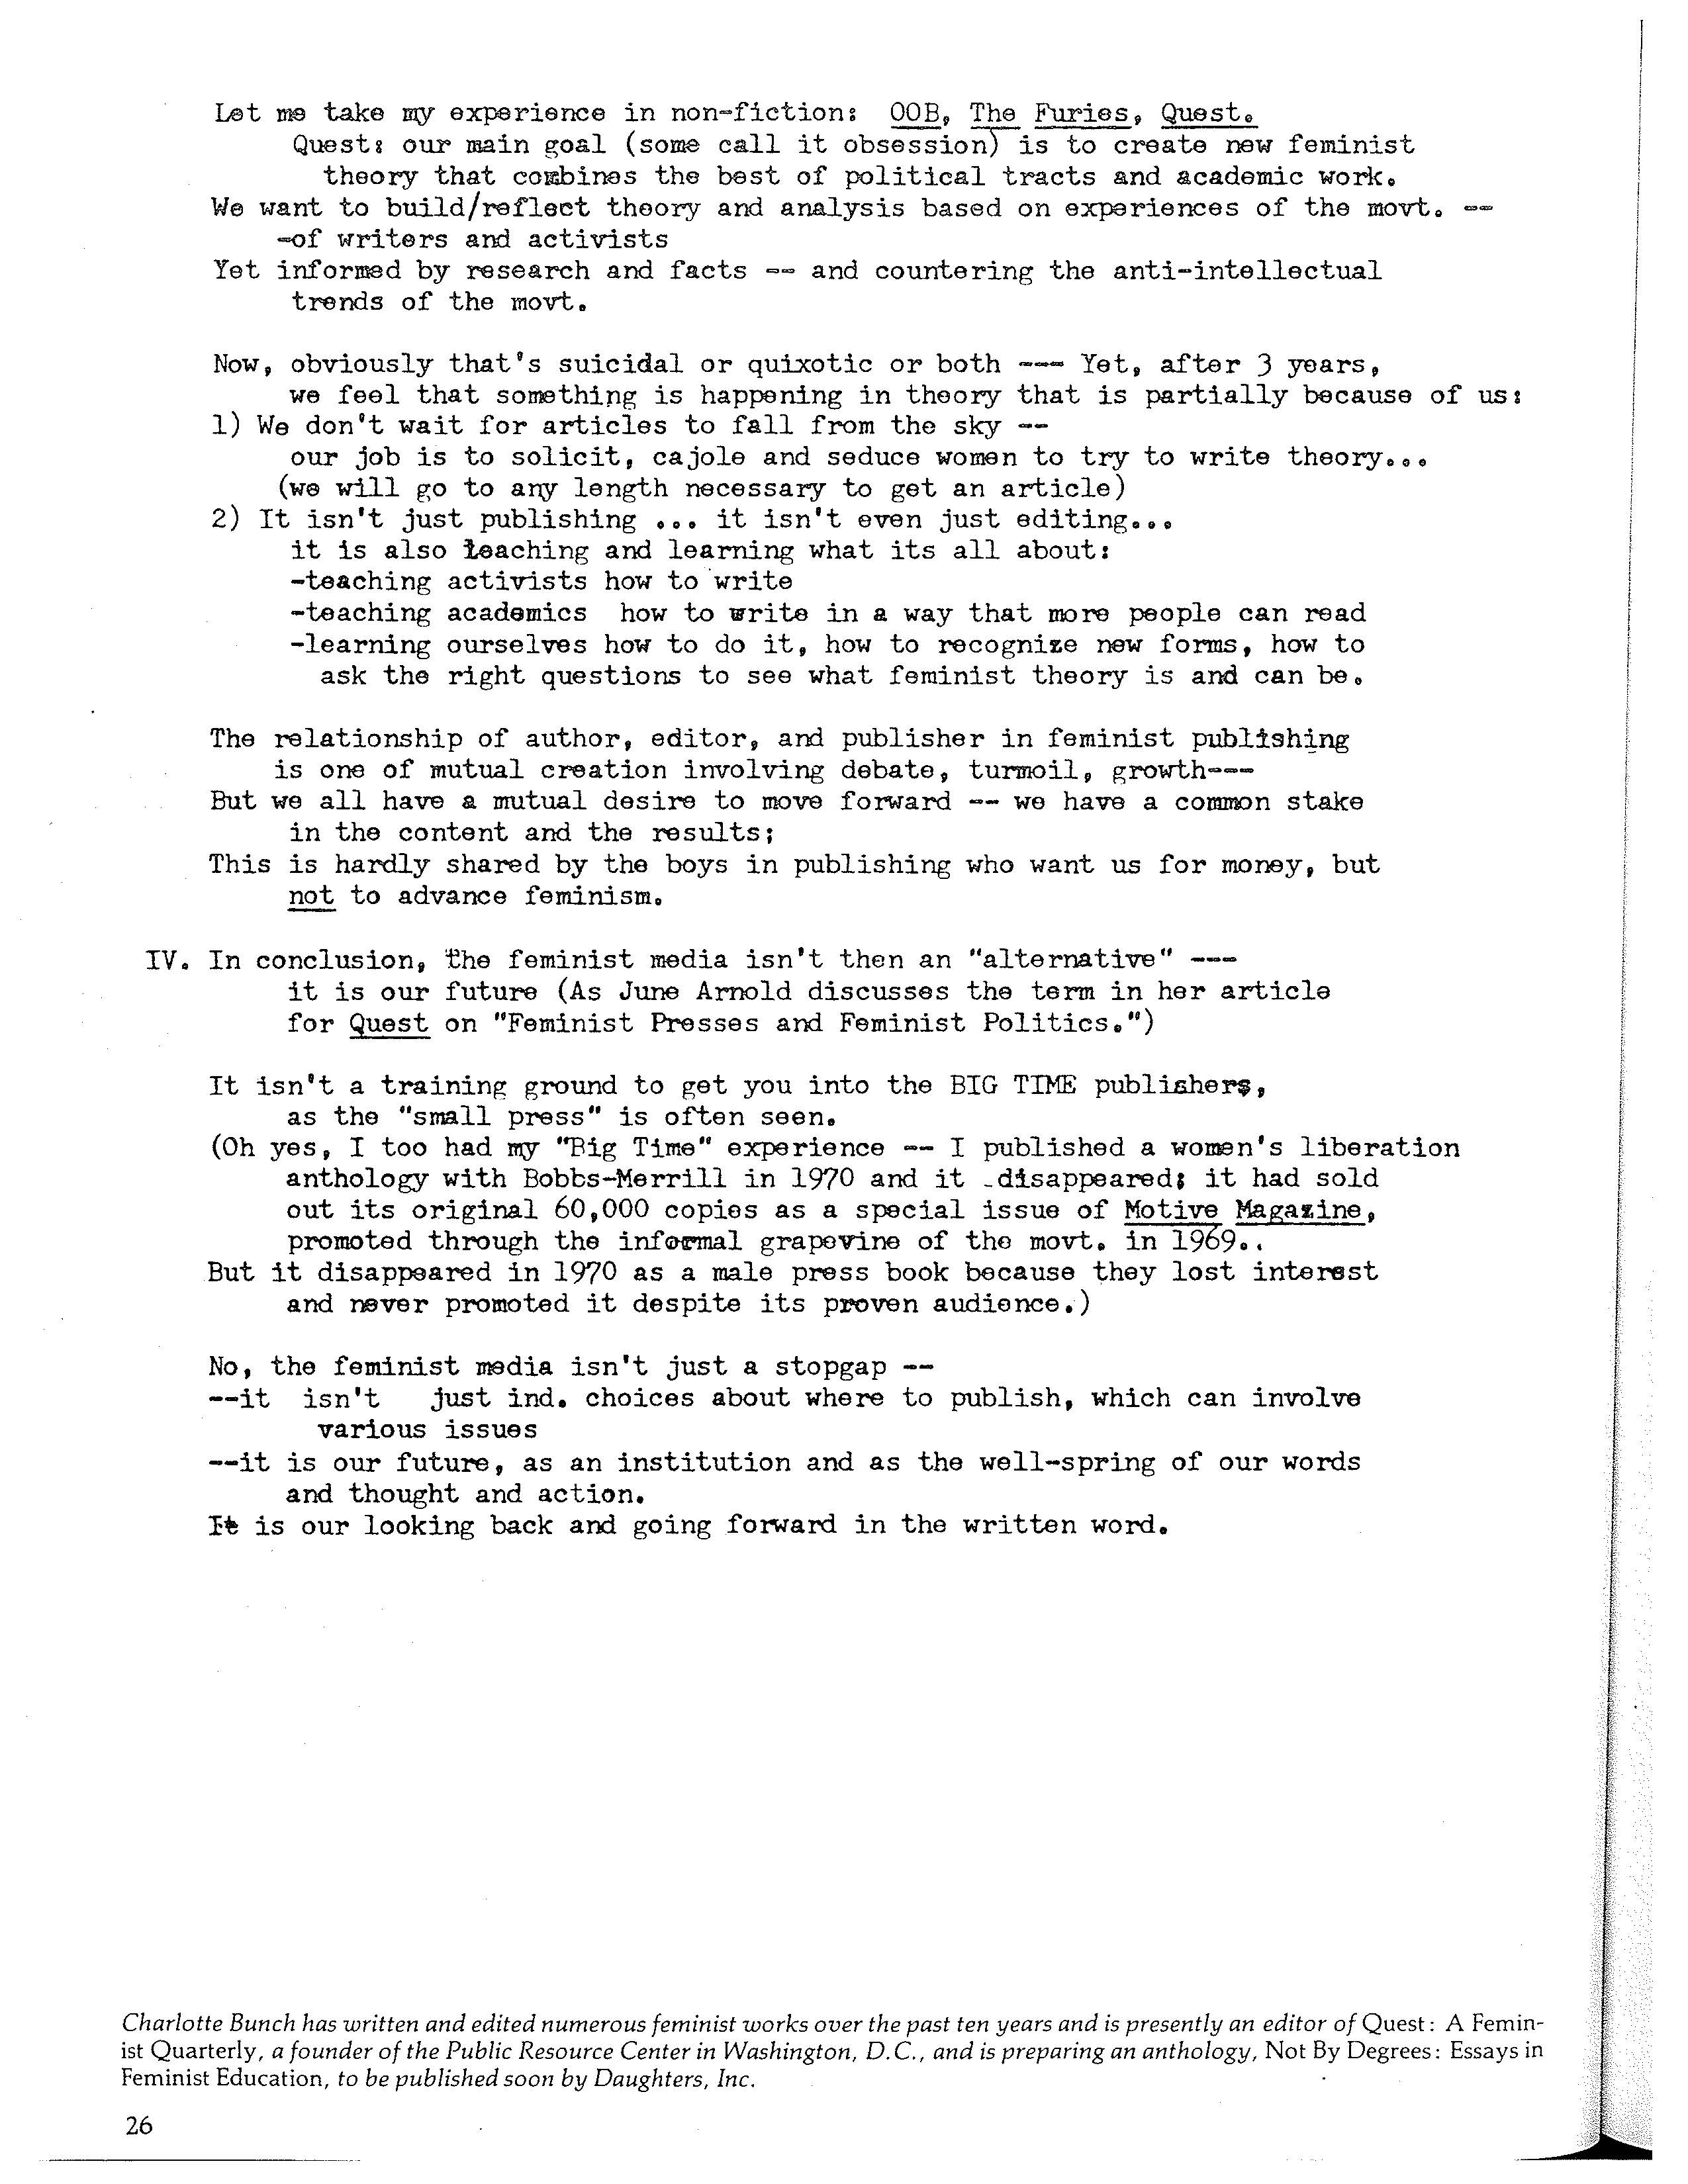 Let me take my experience in non-fiction: OOB, The Furies, Quest.
Quest: our main goal (some call it obsession) is to create new feminist
theory that combines the best of political tracts and academic work.
We want to build/reflect theory and analysis based on experiences of the movt. --
-of writers and activists
Yet informed by research and facts -- and countering the anti-intellectual
trends of the movt.
Now, obviously that's suicidal or quixotic or both --- Yet, after 3 years,
we feel that something is happening in theory that is partially because of us:
1) We don't wait for articles to fall from the sky --
our job is to solicit, cajole and seduce women to try to write theory...
(we will go to any length necessary to get an article)
2) It isn't just publishing ... it isn't even just editing...
it is also teaching and learning what its all about:
-teaching activists how to write
-teaching academics how to write in a way that more people can read
-learning ourselves how to do it, how to recognize new forms, how to
ask the right questions to see what feminist theory is and can be.
The relationship of author, editor, and publisher in feminist publishing
is one of mutual creation involving debate, turmoil, growth---
But we all have a mutual desire to move forward -- we have a common stake
in the content and the results;
This is hardly shared by the boys in publishing who want us for money, but
not to advance feminism.
IV. In conclusion, the feminist media isn't then an "alternative" ---
it is our future (As June Arnold discusses the term in her article
for Quest on "Feminist Presses and Feminist Politics.")
It isn't a training ground to get you into the BIG TIME publishers,
as the "small press" is often seen.
(Oh yes, I too had my "Big Time" experience -- I published a women's liberation
anthology with Bobbs-Merrill in 1970 and it disappeared; it had sold
out its original 60,000 copies as a special issue of Motive Magazine,
promoted through the informal grapevine of the movt. in 1969..
But it disappeared in 1970 as a male press book because they lost interest
and never promoted it despite its proven audience.)
No, the feminist media isn't just a stopgap --
--it isn't just ind. choices about where to publish, which can involve
various issues
--it is our future, as an institution and as the well-spring of our words
and thought and action.
It is our looking back and going forward in the written word.
Charlotte Bunch has written and edited numerous feminist works over the past ten years and is presently an editor of Quest: A Femin-
ist Quarterly, a founder of the Public Resource Center in Washington, D.C., and is preparing an anthology, Not By Degrees: Essays in
Feminist Education, to be published soon by Daughters, Inc.
26